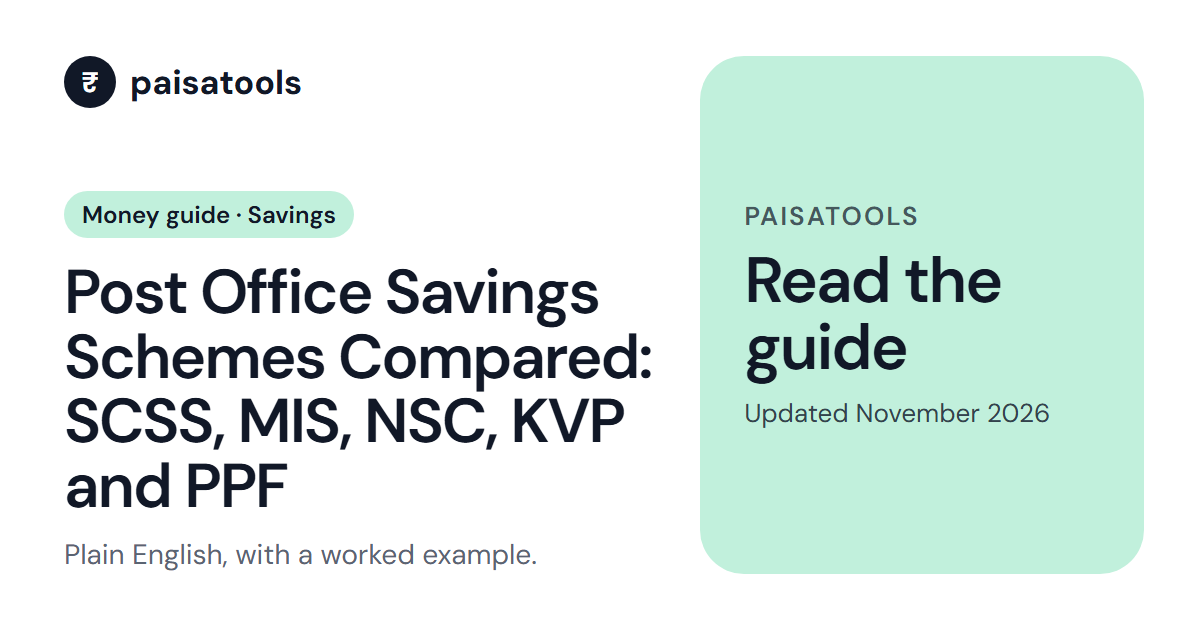 ₹ paisatools
Money guide · Savings
Post Office Savings
Schemes Compared:
SCSS, MIS, NSC, KVP
and PPF
Plain English, with a worked example.
PAISATOOLS
Read the
guide
Updated November 2026